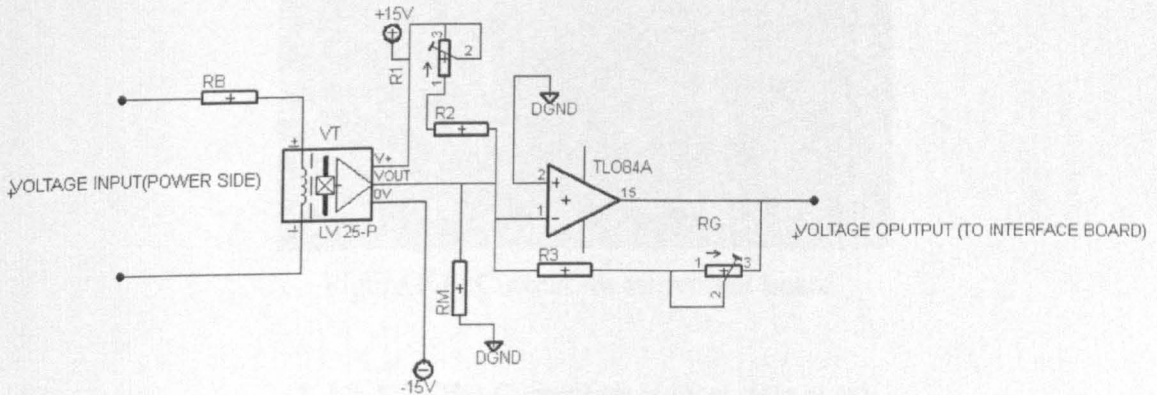 +15V
3
2
R1
1
RB
R2
DGND
VT
V+
VOUT
0V
LV 25-P
VOLTAGE INPUT(POWER SIDE)
TL084A
2
1
15
RG
VOLTAGE OPUTPUT (TO INTERFACE BOARD)
R3
1
3
2
RM
DGND
-15V